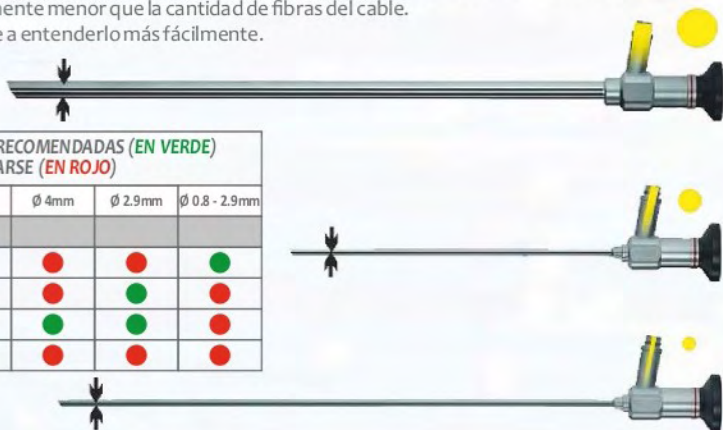 mente menor que la cantidad de fibras del cable.
e a entenderlo más fácilmente.
RECOMENDADAS (EN VERDE)
ARSE (EN ROJO)
Ø 4mm Ø 2.9mm Ø 0.8 - 2.9mm